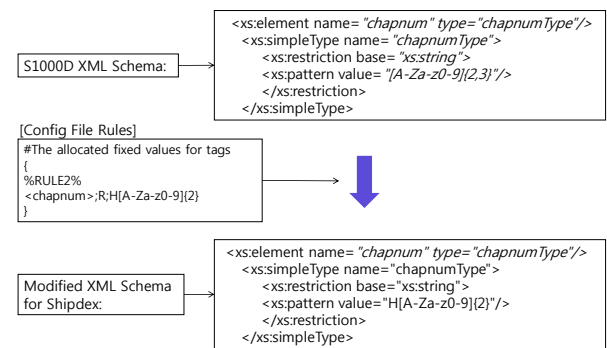 S1000D XML Schema:
<xs:element name="chapnum" type="chapnumType"/>
<xs:simpleType name="chapnumType">
<xs:restriction base="xs:string">
<xs:pattern value="[A-Za-z0-9]{2,3}"/>
</xs:restriction>
</xs:simpleType>
[Config File Rules]
#The allocated fixed values for tags
{
%RULE2%
<chapnum>;R;H[A-Za-z0-9]{2}
}
Modified XML Schema
for Shipdex:
<xs:element name="chapnum" type="chapnumType"/>
<xs:simpleType name="chapnumType">
<xs:restriction base="xs:string">
<xs:pattern value="H[A-Za-z0-9]{2}"/>
</xs:restriction>
</xs:simpleType>